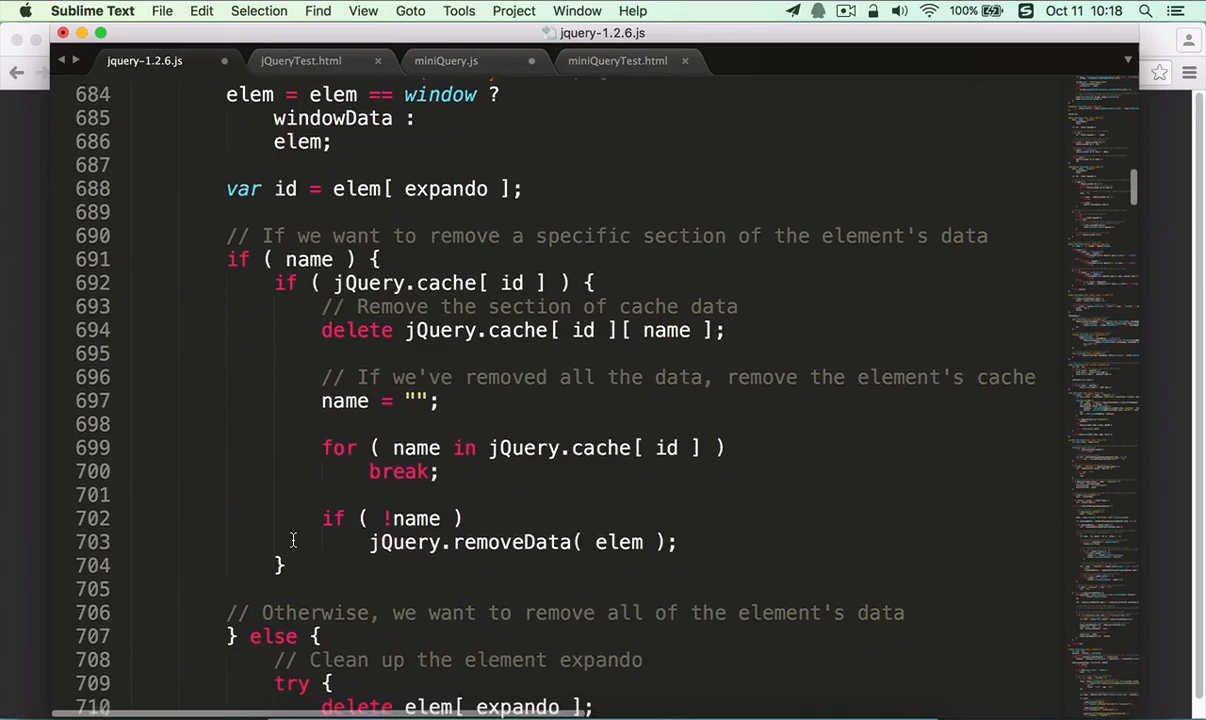 Sublime Text File Edit Selection Find View Goto Tools Project Window Help 100% Oct 11 10:18
jquery-1.2.6.js
jquery-1.2.6.js jQueryTest.html miniQuery.js miniQueryTest.html
684 elem = elem == window ?
685 windowData :
686 elem;
687
688 var id = elem[ expando ];
689
690 // If we want to remove a specific section of the element's data
691 if ( name ) {
692 if ( jQuery.cache[ id ] ) {
693 // Remove the section of cache data
694 delete jQuery.cache[ id ][ name ];
695
696 // If we've removed all the data, remove the element's cache
697 name = "";
698
699 for ( name in jQuery.cache[ id ] )
700 break;
701
702 if ( !name )
703 jQuery.removeData( elem );
704 }
705
706 // Otherwise, we want to remove all of the element's data
707 } else {
708 // Clean up the element expando
709 try {
710 delete elem[ expando ];